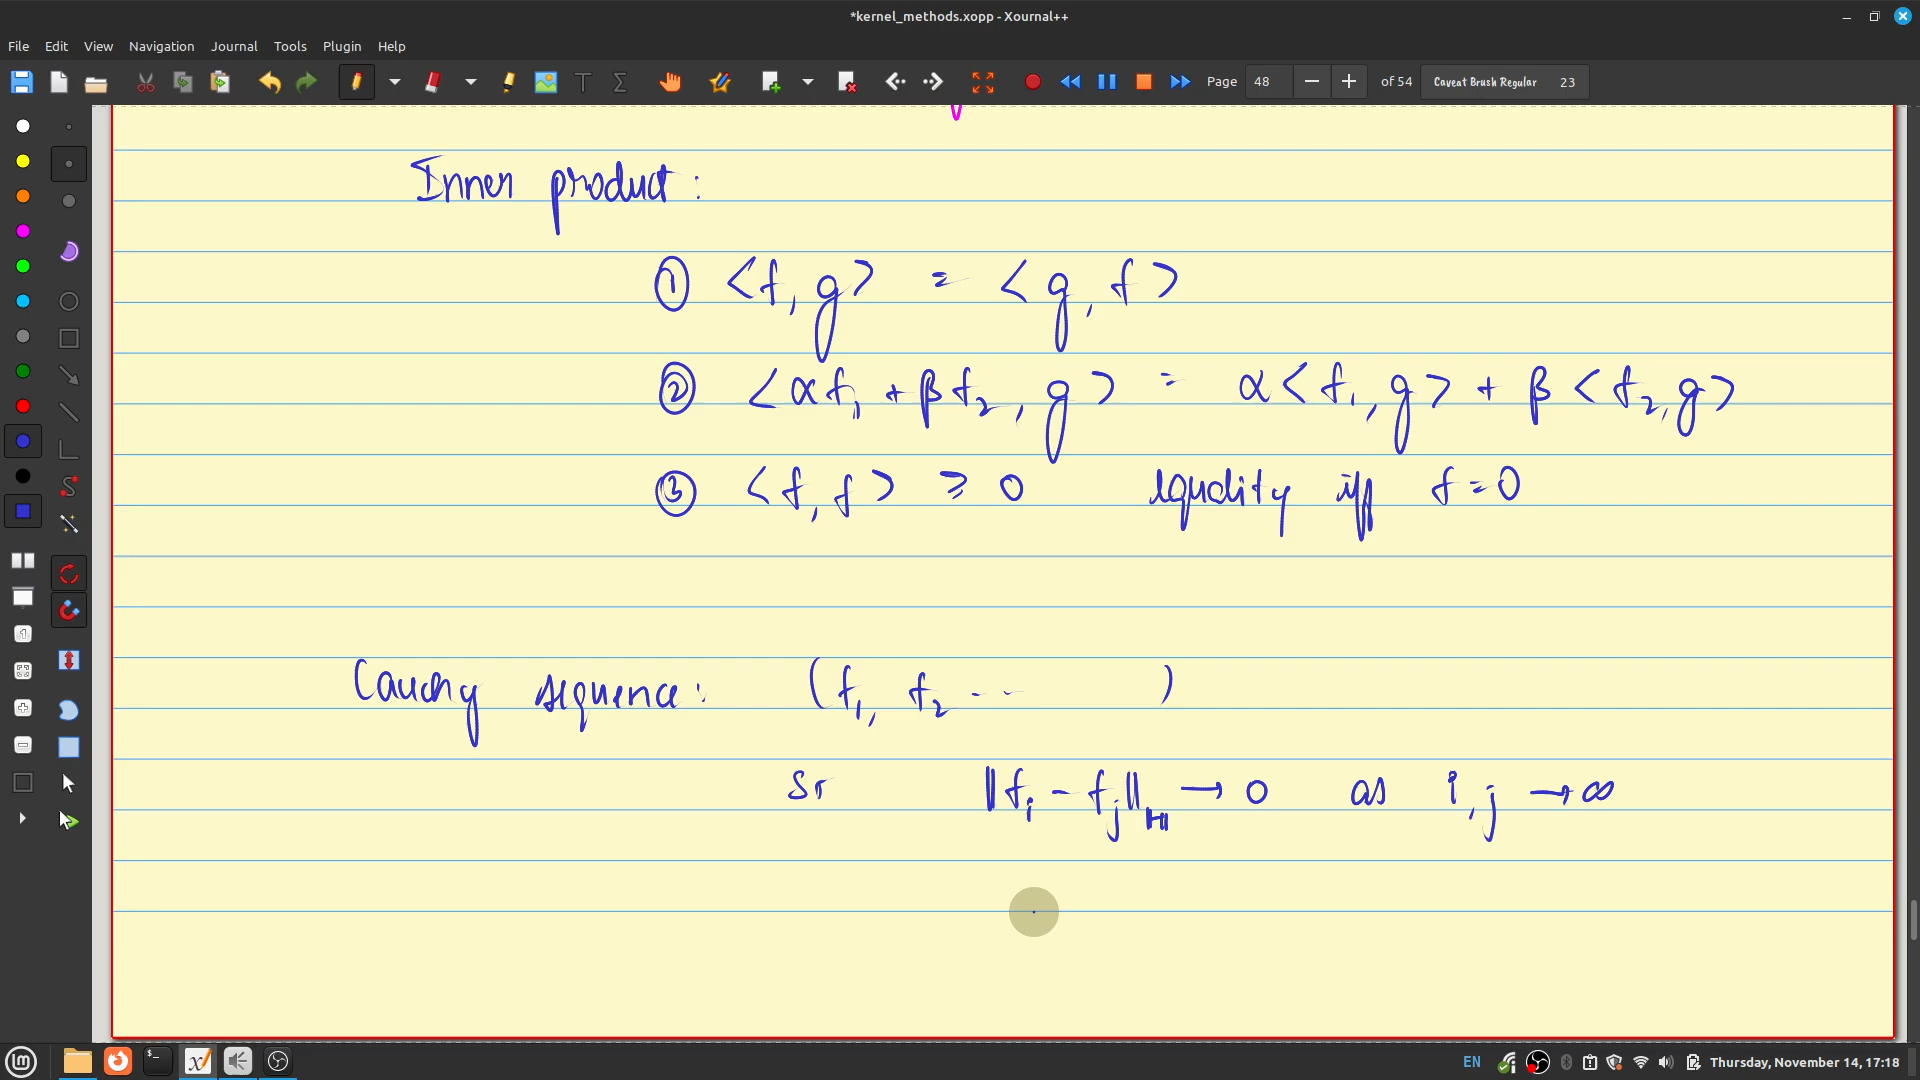 *kernel_methods.xopp - Xournal++
File Edit View Navigation Journal Tools Plugin Help
Page 48 of 54 Caveat Brush Regular 23
Inner product:
① <f, g> = <g, f>
② <αf₁ + βf₂, g> = α<f₁, g> + β<f₂, g>
③ <f, f> ≥ 0 equality iff f=0
Cauchy sequence: (f₁, f₂ ... )
ST ||fᵢ - fⱼ||_H → 0 as i, j → ∞
EN Thursday, November 14, 17:18